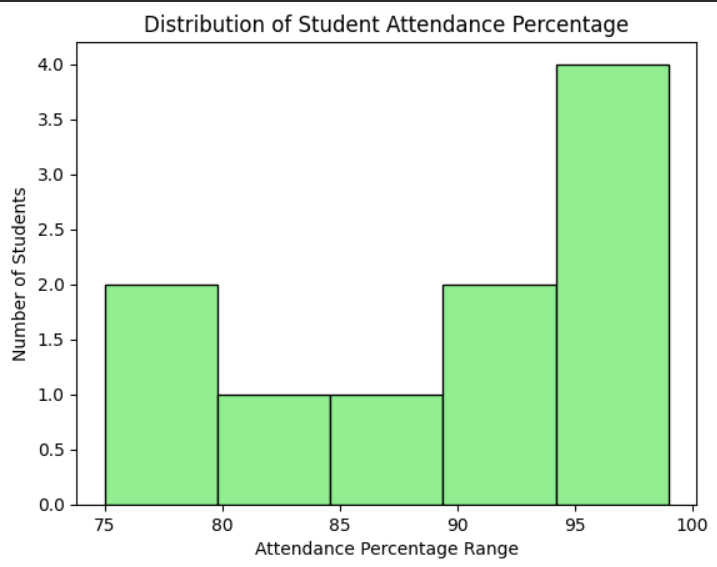 Distribution of Student Attendance Percentage
4.0
3.5
3.0
2.5
2.0
1.5
1.0
0.5
0.0
Number of Students
75 80 85 90 95 100
Attendance Percentage Range